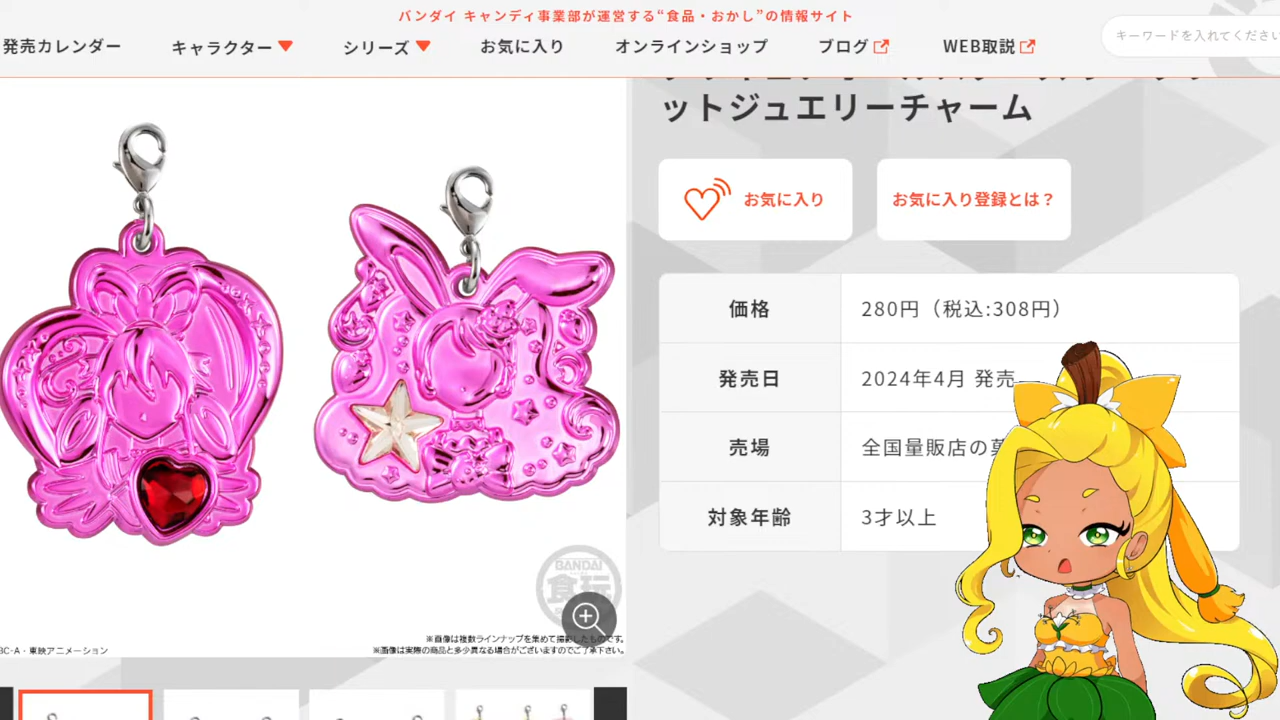 バンダイ キャンディ事業部が運営する“食品・おかし”の情報サイト
発売カレンダー
キャラクター
シリーズ
お気に入り
オンラインショップ
ブログ
WEB取説
キーワードを入れてください
ットジュエリーチャーム
お気に入り
お気に入り登録とは？
価格
280円（税込:308円）
発売日
2024年4月 発売
売場
全国量販店の菓
対象年齢
3才以上
BANDAI
食玩
※画像は複数ラインナップを集めて撮影したものです。
BC-A・東映アニメーション
※画像は実際の商品と多少異なる場合がございますのでご了承下さい。